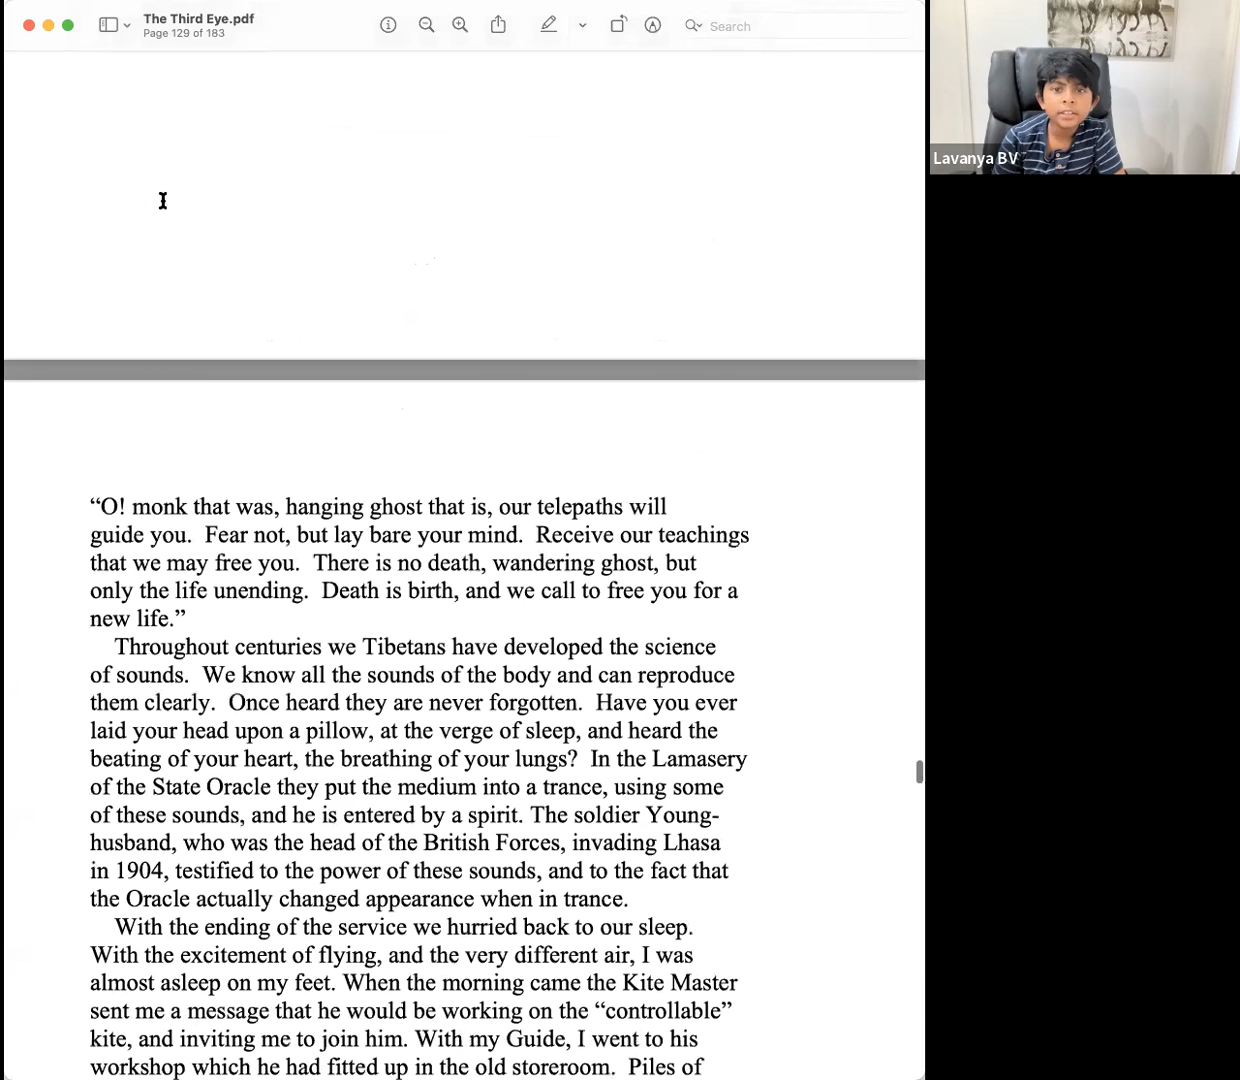 The Third Eye.pdf
Page 129 of 183
Search
Lavanya BV
“O! monk that was, hanging ghost that is, our telepaths will
guide you.  Fear not, but lay bare your mind.  Receive our teachings
that we may free you.  There is no death, wandering ghost, but
only the life unending.  Death is birth, and we call to free you for a
new life.”
Throughout centuries we Tibetans have developed the science
of sounds.  We know all the sounds of the body and can reproduce
them clearly.  Once heard they are never forgotten.  Have you ever
laid your head upon a pillow, at the verge of sleep, and heard the
beating of your heart, the breathing of your lungs?  In the Lamasery
of the State Oracle they put the medium into a trance, using some
of these sounds, and he is entered by a spirit. The soldier Young-
husband, who was the head of the British Forces, invading Lhasa
in 1904, testified to the power of these sounds, and to the fact that
the Oracle actually changed appearance when in trance.
With the ending of the service we hurried back to our sleep.
With the excitement of flying, and the very different air, I was
almost asleep on my feet. When the morning came the Kite Master
sent me a message that he would be working on the “controllable”
kite, and inviting me to join him. With my Guide, I went to his
workshop which he had fitted up in the old storeroom.  Piles of